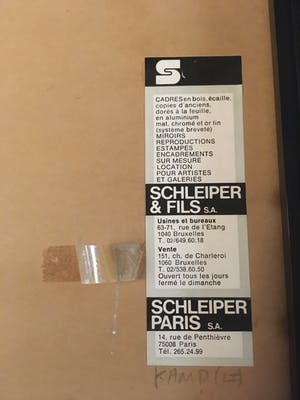 S
CADRES en bois, écaille,
copies d'anciens,
dorés à la feuille,
en aluminium
mat, chromé et or fin
(système breveté)
MIROIRS
REPRODUCTIONS
ESTAMPES
ENCADREMENTS
SUR MESURE
LOCATION
POUR ARTISTES
ET GALERIES
SCHLEIPER
& FILS S.A.
Usines et bureaux
63-71, rue de l'Etang
1040 Bruxelles
T. 02/649.60.18
Vente
151, ch. de Charleroi
1060 Bruxelles
T. 02/538.60.50
Ouvert tous les jours
fermé le dimanche
SCHLEIPER
PARIS S.A.
14, rue de Penthièvre
75008 Paris
Tél. 265.24.99